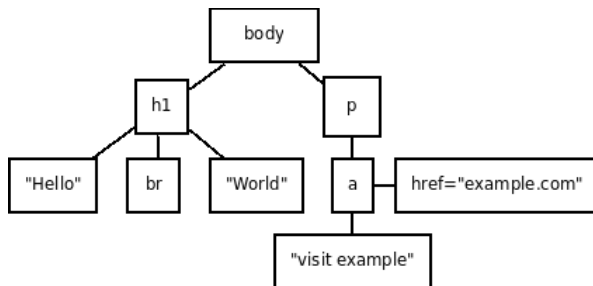 body
h1
p
"Hello"
br
"World"
a
href="example.com"
"visit example"